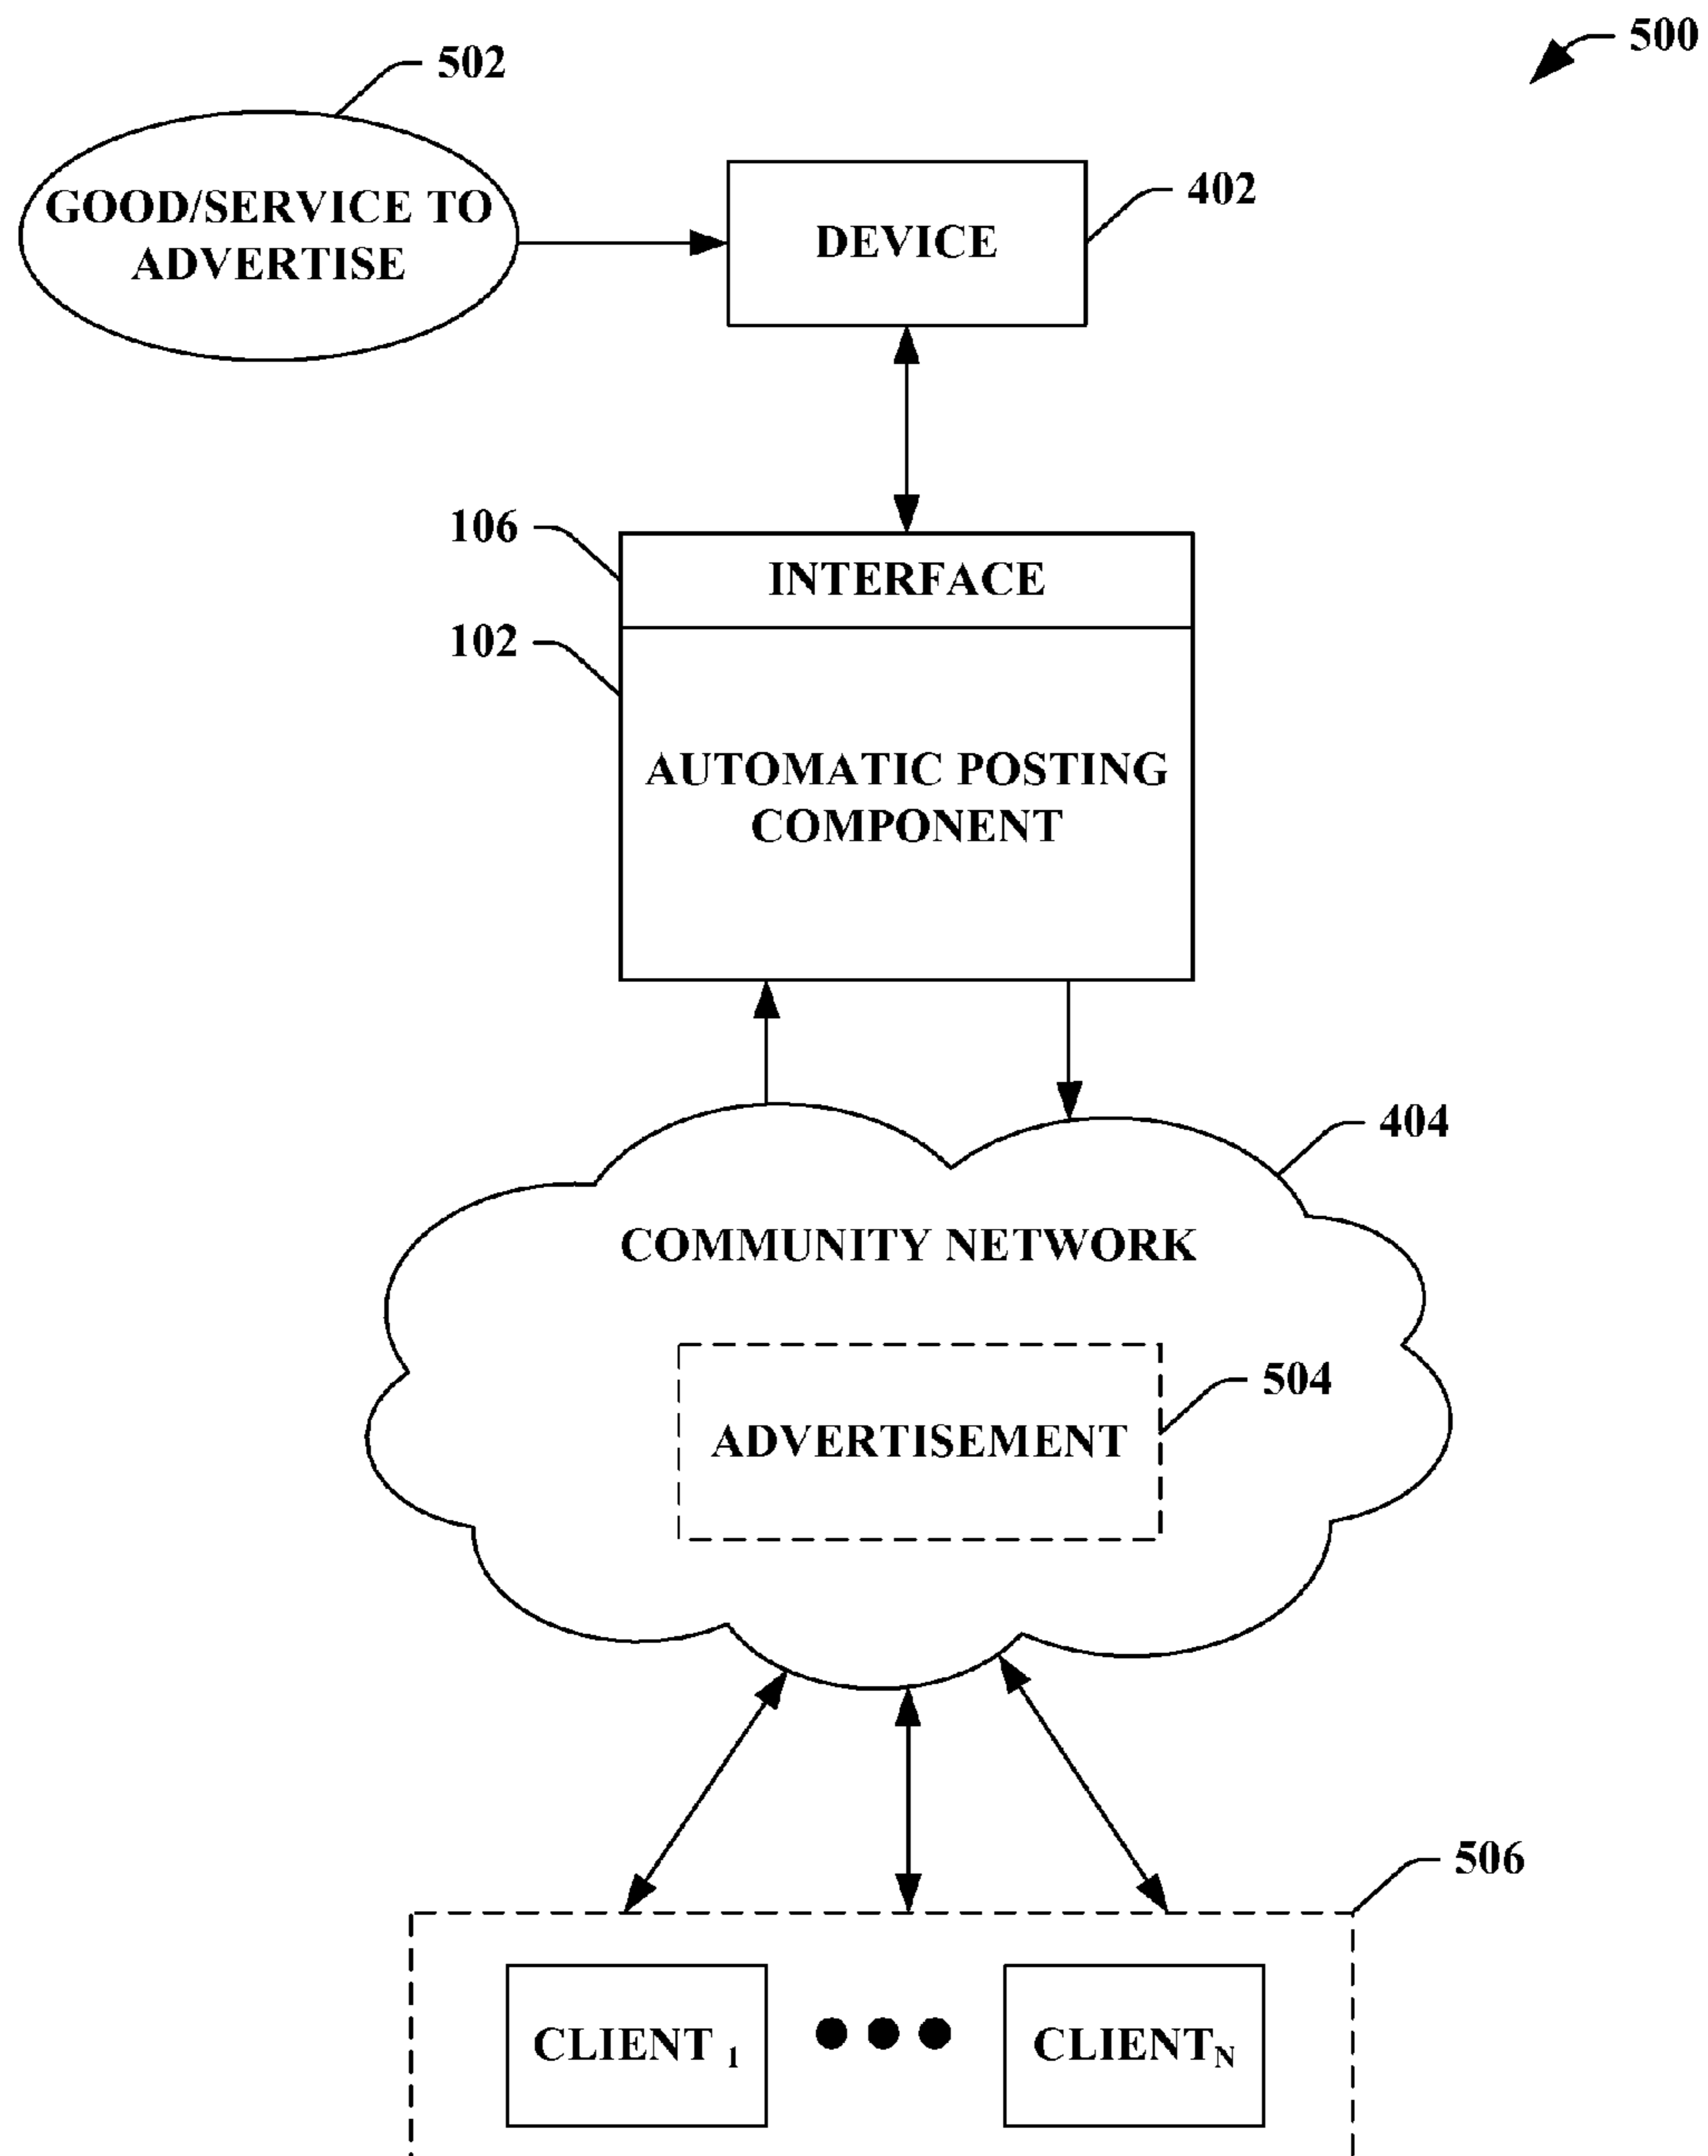 500
502
GOOD/SERVICE TO
ADVERTISE
402
DEVICE
106
INTERFACE
102
AUTOMATIC POSTING
COMPONENT
404
COMMUNITY NETWORK
504
ADVERTISEMENT
506
CLIENT 1
CLIENTN